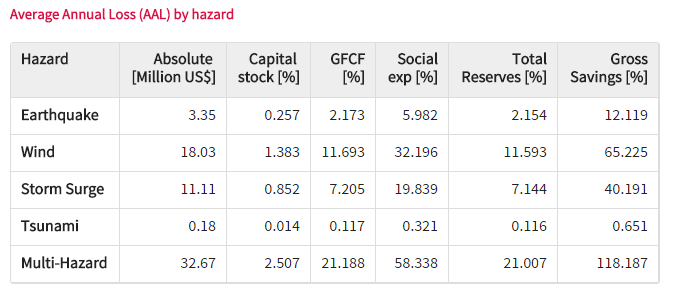 Average Annual Loss (AAL) by hazard
Hazard Absolute [Million US$] Capital stock [%] GFCF [%] Social exp [%] Total Reserves [%] Gross Savings [%]
Earthquake 3.35 0.257 2.173 5.982 2.154 12.119
Wind 18.03 1.383 11.693 32.196 11.593 65.225
Storm Surge 11.11 0.852 7.205 19.839 7.144 40.191
Tsunami 0.18 0.014 0.117 0.321 0.116 0.651
Multi-Hazard 32.67 2.507 21.188 58.338 21.007 118.187